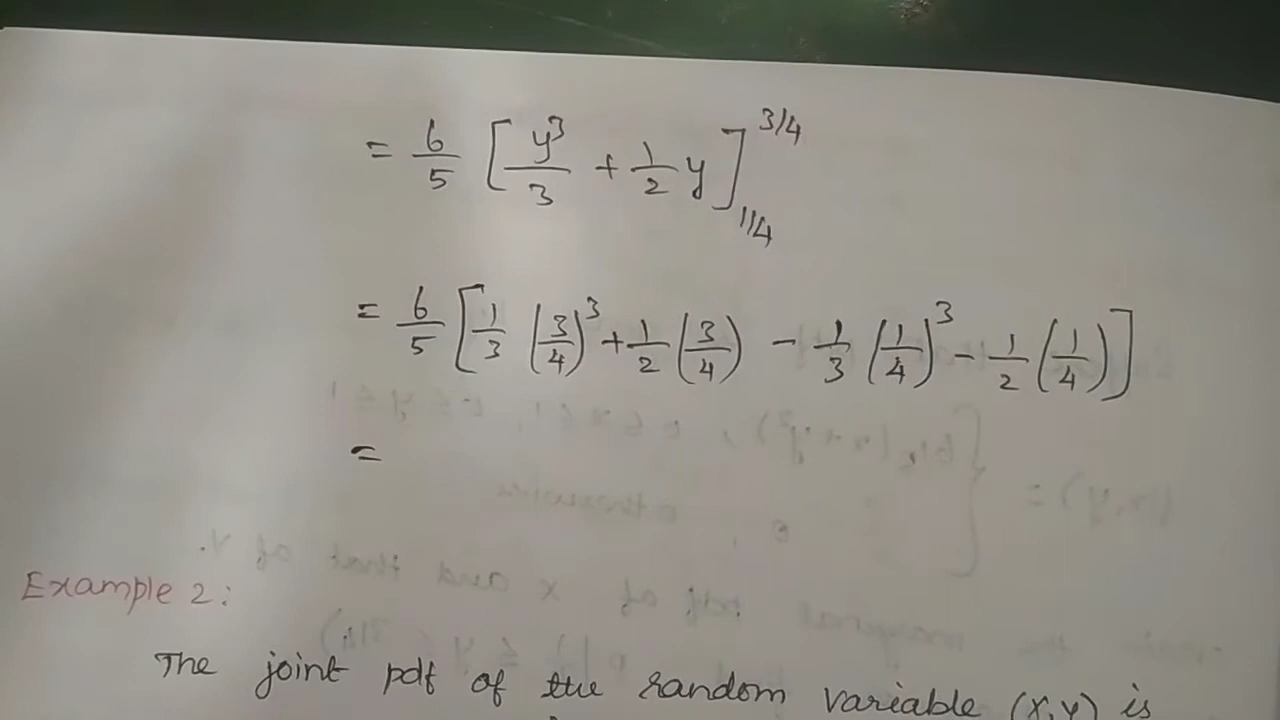 = 6/5 [y³/3 + 1/2 y]_{1/4}^{3/4}
= 6/5 [1/3 (3/4)³ + 1/2 (3/4) - 1/3 (1/4)³ - 1/2 (1/4)]
=
Example 2:
The joint pdf of the random variable (X,Y) is